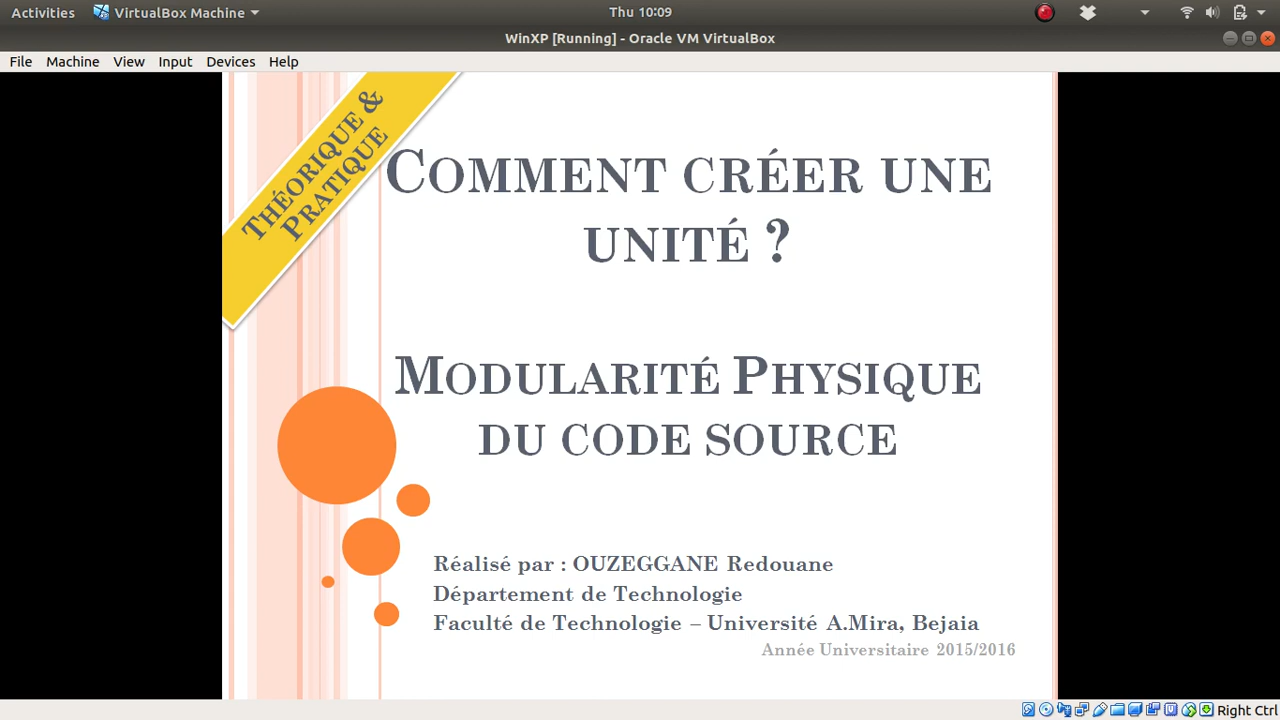 Activities
VirtualBox Machine
Thu 10:09
WinXP [Running] - Oracle VM VirtualBox
File Machine View Input Devices Help
THÉORIQUE &
PRATIQUE
COMMENT CRÉER UNE
UNITÉ ?
MODULARITÉ PHYSIQUE
DU CODE SOURCE
Réalisé par : OUZEGGANE Redouane
Département de Technologie
Faculté de Technologie – Université A.Mira, Bejaia
Année Universitaire 2015/2016
Right Ctrl